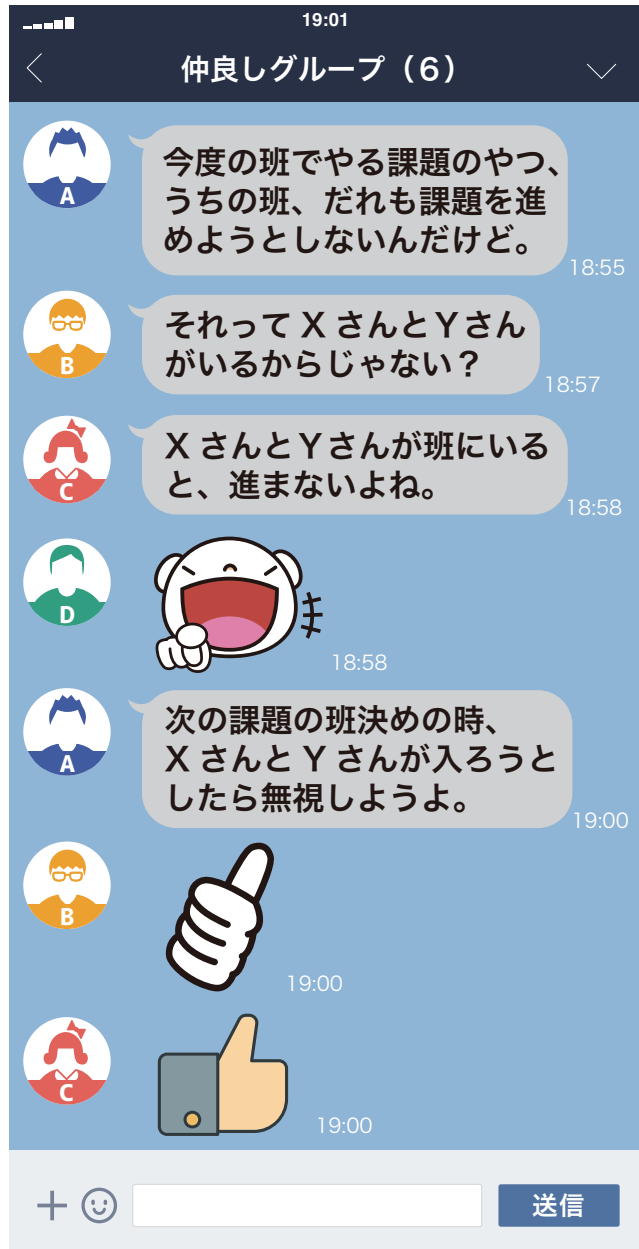 19:01
仲良しグループ（6）
A
今度の班でやる課題のやつ、
うちの班、だれも課題を進
めようとしないんだけど。
18:55
B
それって X さんと Y さん
がいるからじゃない？
18:57
C
X さんと Y さんが班にいる
と、進まないよね。
18:58
D
18:58
A
次の課題の班決めの時、
X さんと Y さんが入ろうと
したら無視しようよ。
19:00
B
19:00
C
19:00
送信